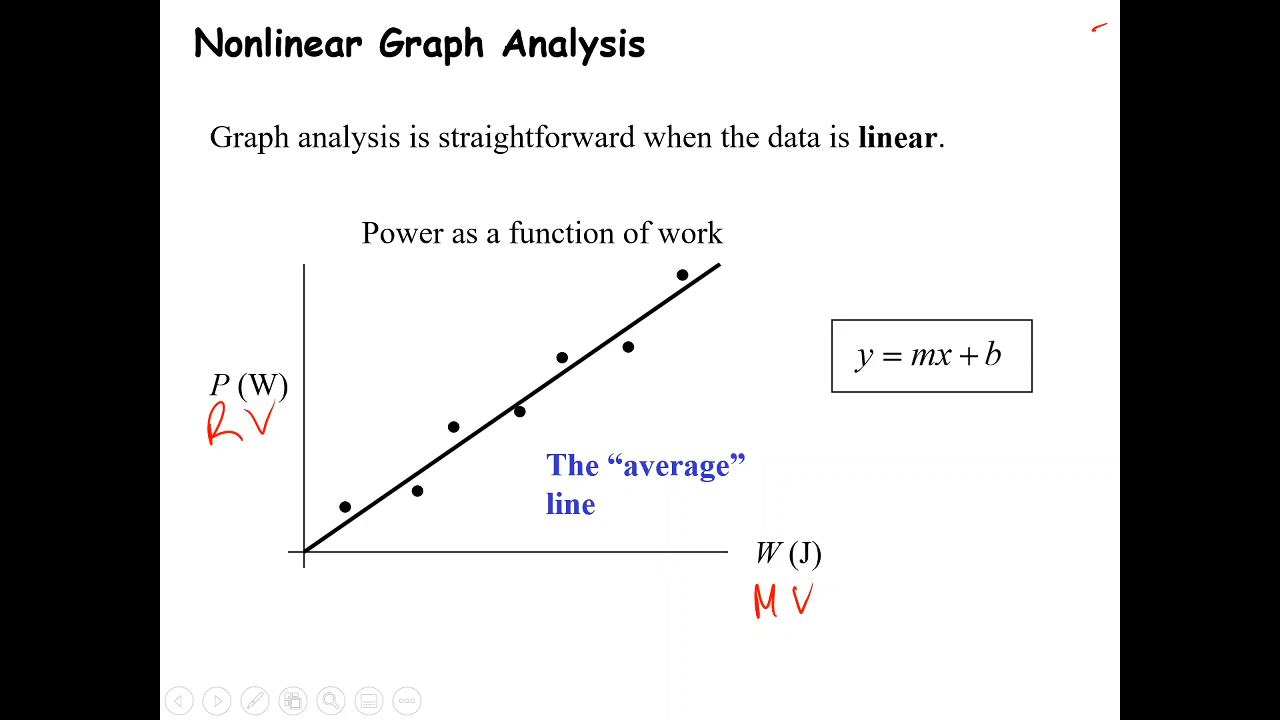 Nonlinear Graph Analysis
Graph analysis is straightforward when the data is linear.
Power as a function of work
y = mx + b
P (W)
RV
The “average”
line
W (J)
MV